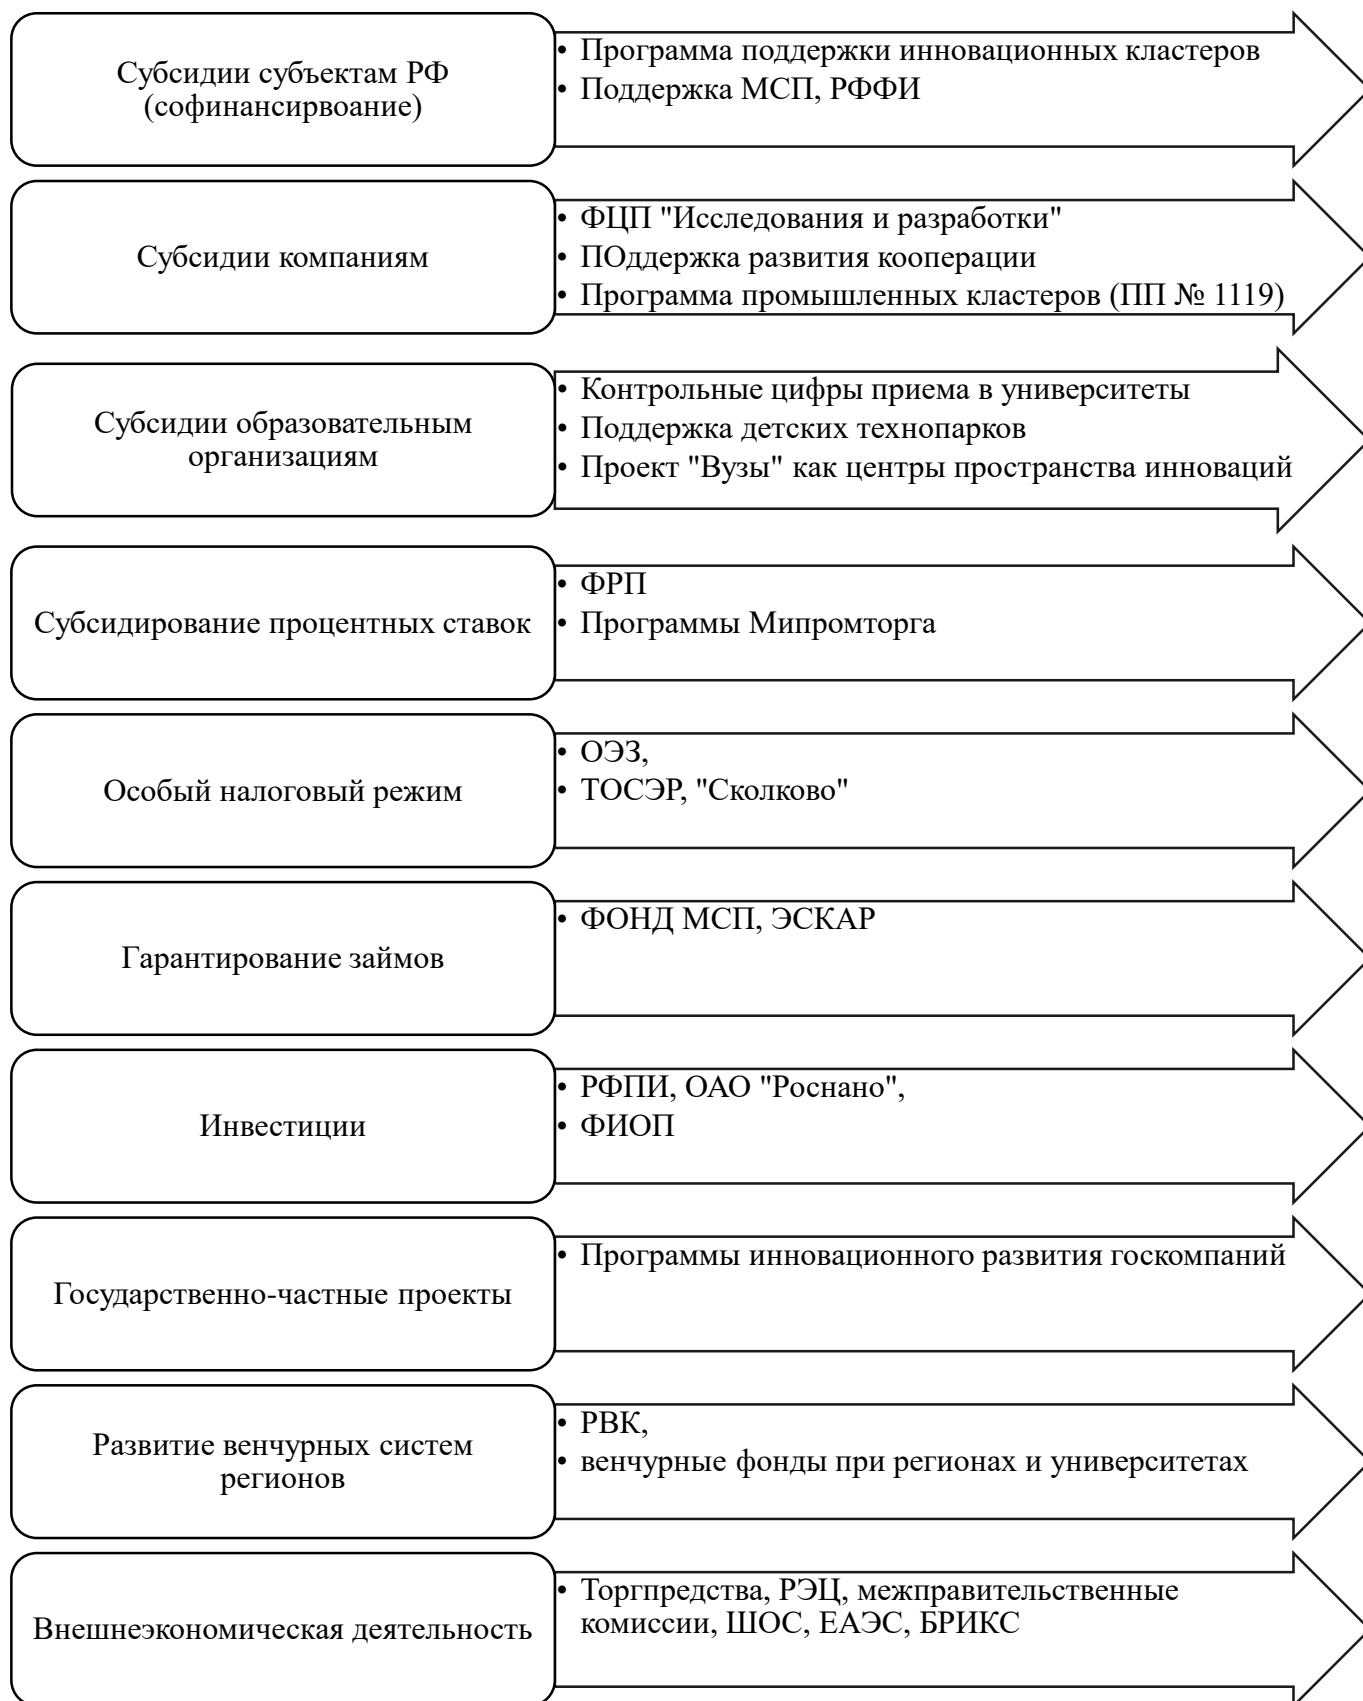 Субсидии субъектам РФ
(софинансирвоание)
• Программа поддержки инновационных кластеров
• Поддержка МСП, РФФИ
Субсидии компаниям
• ФЦП "Исследования и разработки"
• ПОддержка развития кооперации
• Программа промышленных кластеров (ПП № 1119)
Субсидии образовательным
организациям
• Контрольные цифры приема в университеты
• Поддержка детских технопарков
• Проект "Вузы" как центры пространства инноваций
Субсидирование процентных ставок
• ФРП
• Программы Мипромторга
Особый налоговый режим
• ОЭЗ,
• ТОСЭР, "Сколково"
Гарантирование займов
• ФОНД МСП, ЭСКАР
Инвестиции
• РФПИ, ОАО "Роснано",
• ФИОП
Государственно-частные проекты
• Программы инновационного развития госкомпаний
Развитие венчурных систем
регионов
• РВК,
• венчурные фонды при регионах и университетах
Внешнеэкономическая деятельность
• Торгпредства, РЭЦ, межправительственные
комиссии, ШОС, ЕАЭС, БРИКС